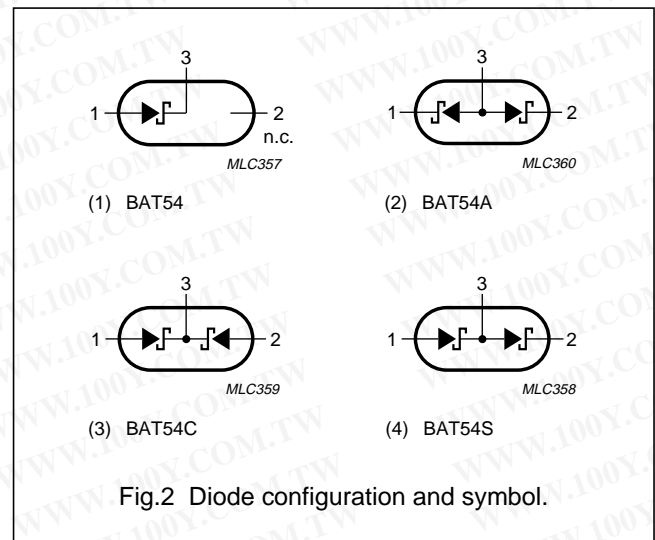 3
1
2
n.c.
MLC357
(1) BAT54
3
1
2
MLC360
(2) BAT54A
3
1
2
MLC359
(3) BAT54C
3
1
2
MLC358
(4) BAT54S
Fig.2 Diode configuration and symbol.
WWW.100Y.COM.TW